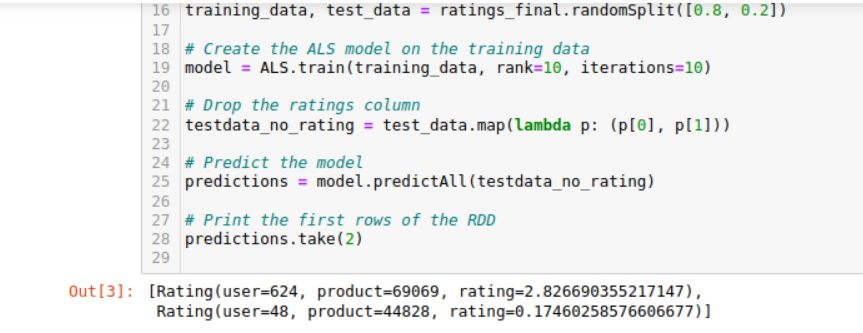 16 training_data, test_data = ratings_final.randomSplit([0.8, 0.2])
17
18 # Create the ALS model on the training data
19 model = ALS.train(training_data, rank=10, iterations=10)
20
21 # Drop the ratings column
22 testdata_no_rating = test_data.map(lambda p: (p[0], p[1]))
23
24 # Predict the model
25 predictions = model.predictAll(testdata_no_rating)
26
27 # Print the first rows of the RDD
28 predictions.take(2)
29
Out[3]: [Rating(user=624, product=69069, rating=2.826690355217147),
Rating(user=48, product=44828, rating=0.17460258576606677)]